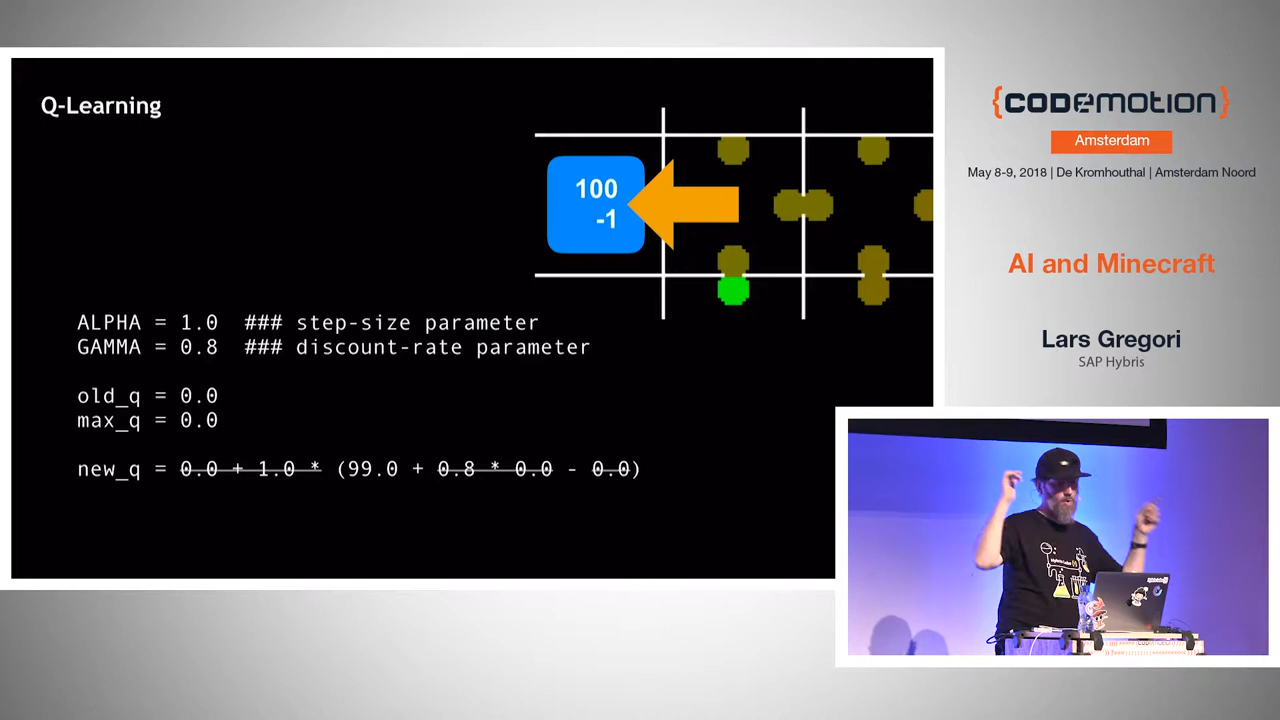 Q-Learning
100
-1
ALPHA = 1.0 ### step-size parameter
GAMMA = 0.8 ### discount-rate parameter
old_q = 0.0
max_q = 0.0
new_q = 0.0 + 1.0 * (99.0 + 0.8 * 0.0 - 0.0)
{CODEMOTION}
Amsterdam
May 8-9, 2018 | De Kromhouthal | Amsterdam Noord
AI and Minecraft
Lars Gregori
SAP Hybris